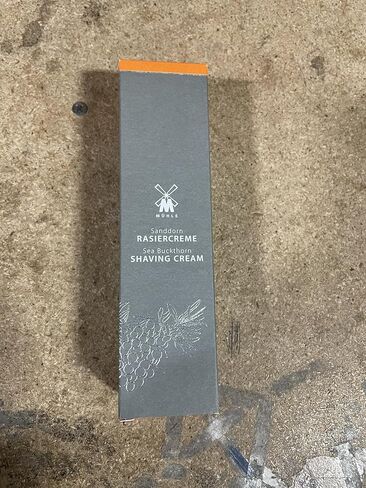 MÜHLE
Sanddorn
RASIERCREME
Sea Buckthorn
SHAVING CREAM